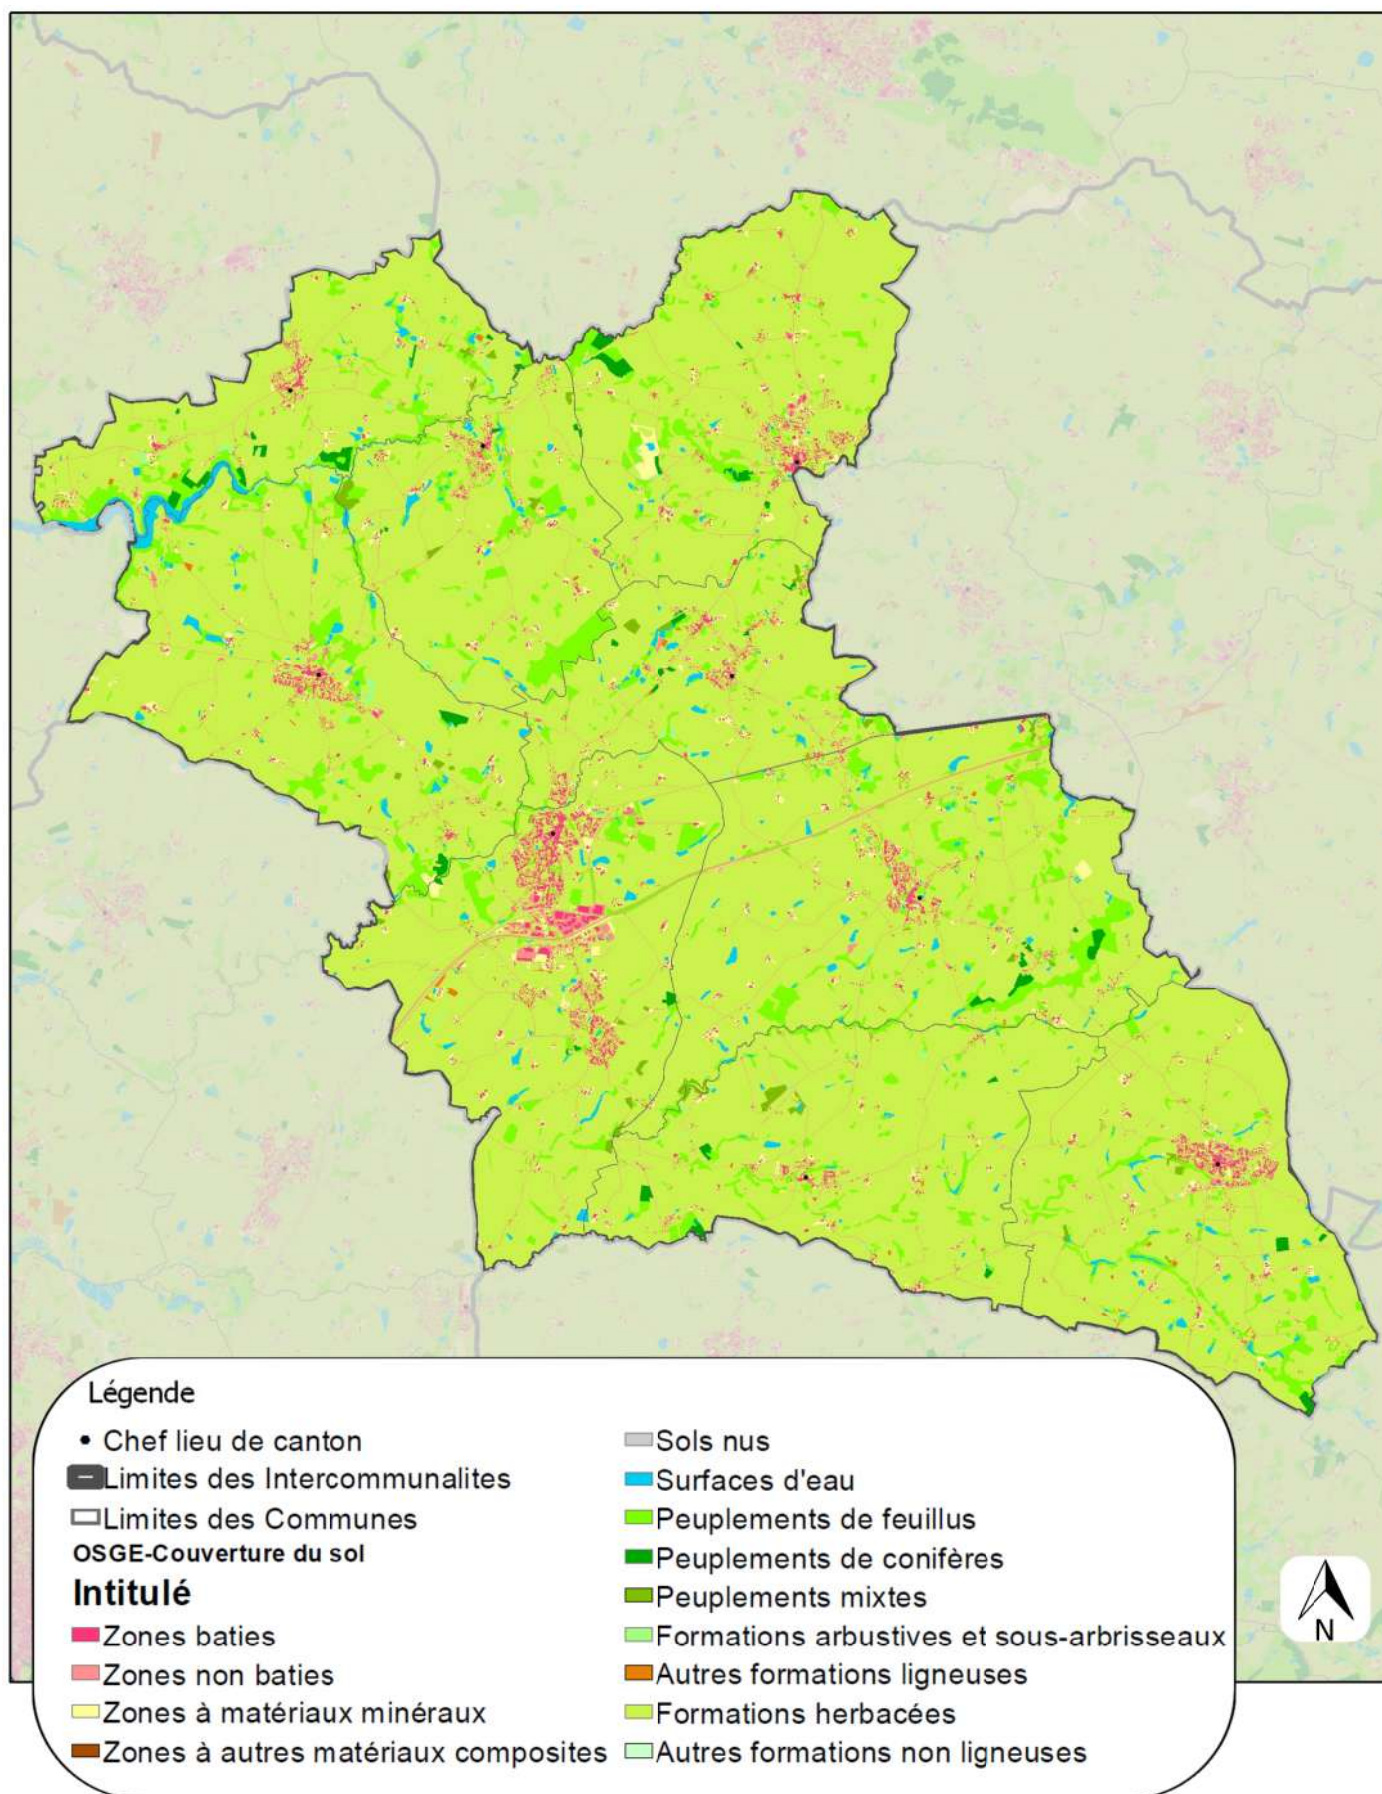 Légende
Chef lieu de canton
Limites des Intercommunalites
Limites des Communes
OSGE-Couverture du sol
Intitulé
Zones baties
Zones non baties
Zones à matériaux minéraux
Zones à autres matériaux composites
Sols nus
Surfaces d'eau
Peuplements de feuillus
Peuplements de conifères
Peuplements mixtes
Formations arbustives et sous-arbrisseaux
Autres formations ligneuses
Formations herbacées
Autres formations non ligneuses
N